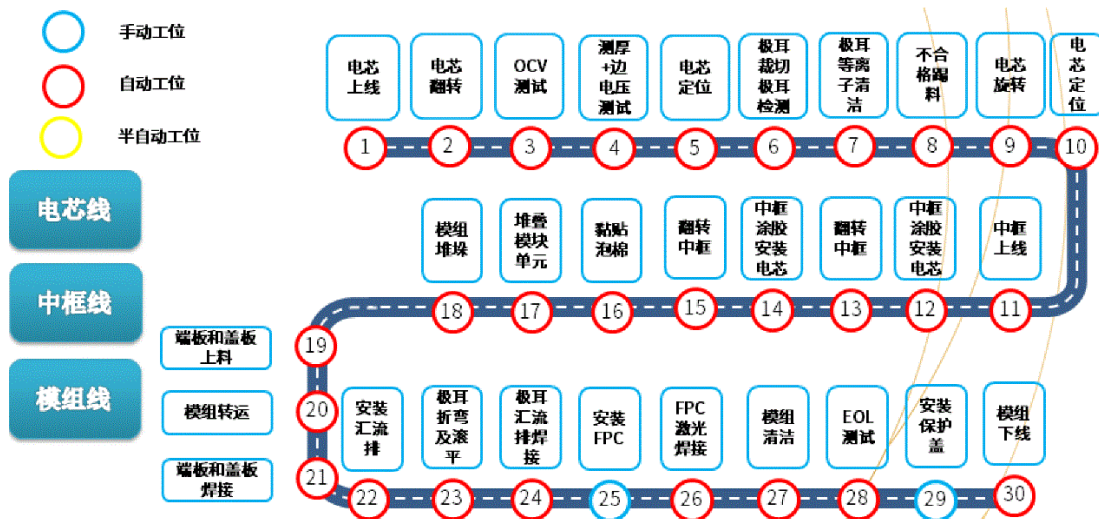 手动工位
自动工位
半自动工位
电芯线
中框线
模组线
电芯
上线
电芯
翻转
OCV
测试
测厚
+边
电压
测试
电芯
定位
极耳
裁切
极耳
检测
极耳
等离
子清
洁
不合
格踢
料
电芯
旋转
电
芯
定
位
1
2
3
4
5
6
7
8
9
10
模组
堆垛
堆叠
模块
单元
黏贴
泡棉
翻转
中框
中框
涂胶
安装
电芯
翻转
中框
中框
涂胶
安装
电芯
中框
上线
18
17
16
15
14
13
12
11
端板和盖板
上料
19
模组转运
20
端板和盖板
焊接
21
安装
汇流
排
极耳
折弯
及滚
平
极耳
汇流
排焊
接
安装
FPC
FPC
激光
焊接
模组
清洁
EOL
测试
安装
保护
盖
模组
下线
22
23
24
25
26
27
28
29
30